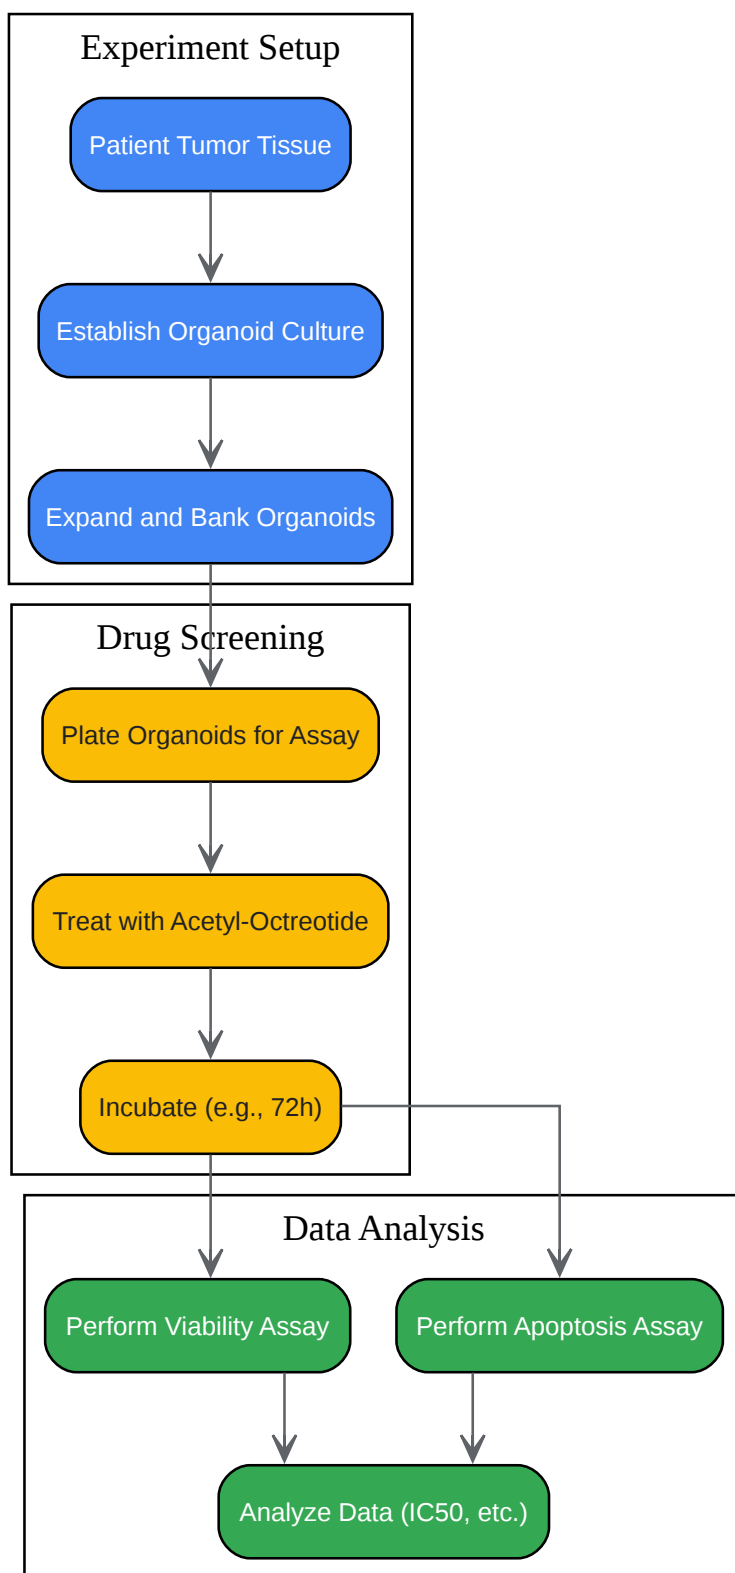 Experiment Setup
Patient Tumor Tissue
Establish Organoid Culture
Expand and Bank Organoids
Drug Screening
Plate Organoids for Assay
Treat with Acetyl-Octreotide
Incubate (e.g., 72h)
Data Analysis
Perform Viability Assay
Perform Apoptosis Assay
Analyze Data (IC50, etc.)